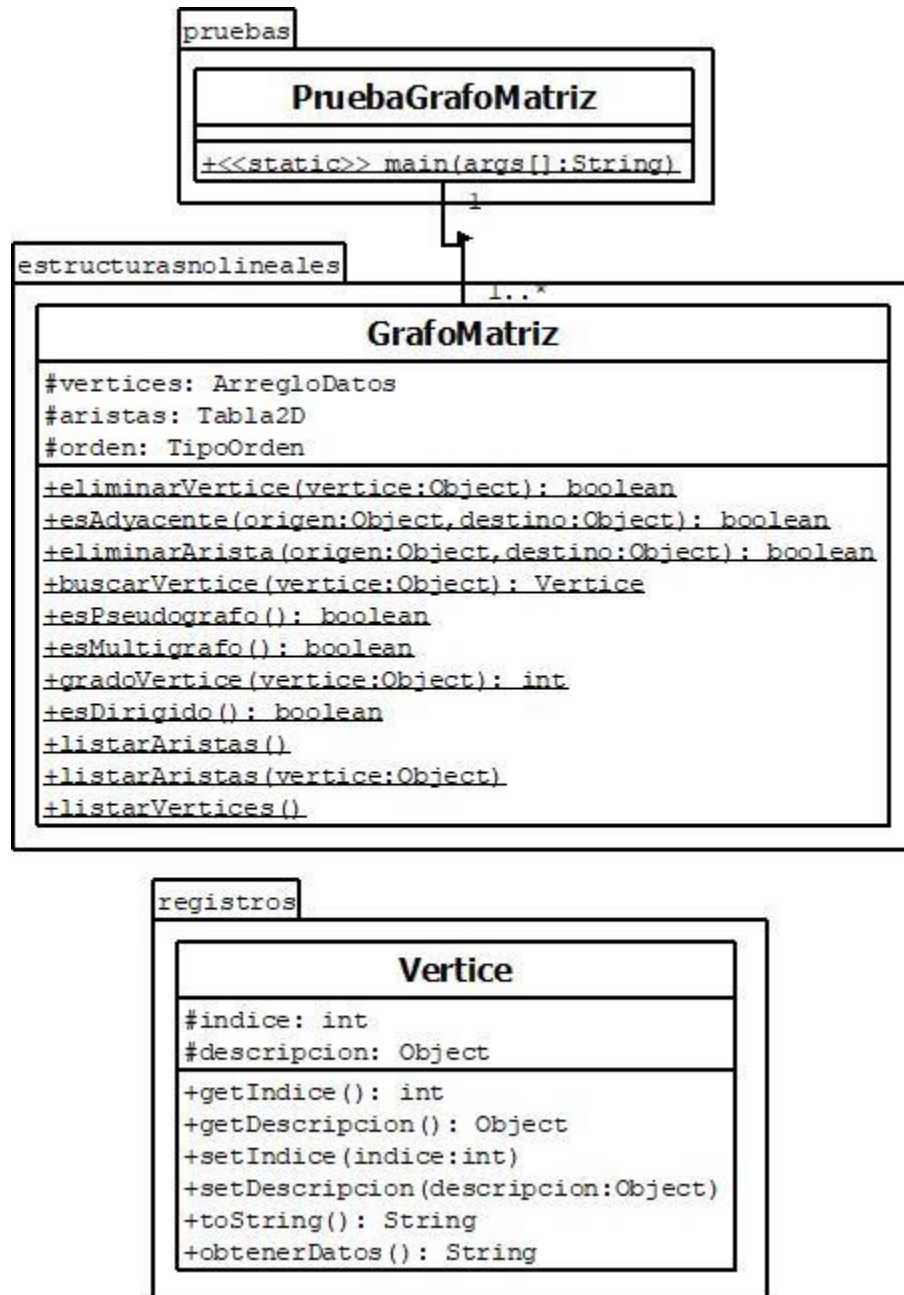 pruebas
PruebaGrafoMatriz
+<<static>> main(args[]:String)
1
estructurasnolineales
1..*
GrafoMatriz
#vertices: ArregloDatos
#aristas: Tabla2D
#orden: TipoOrden
+eliminarVertice(vertice:Object): boolean
+esAdyacente(origen:Object,destino:Object): boolean
+eliminarArista(origen:Object,destino:Object): boolean
+buscarVertice(vertice:Object): Vertice
+esPseudografo(): boolean
+esMultigrafo(): boolean
+gradoVertice(vertice:Object): int
+esDirigido(): boolean
+listarAristas()
+listarAristas(vertice:Object)
+listarVertices()
registros
Vertice
#indice: int
#descripcion: Object
+getIndice(): int
+getDescripcion(): Object
+setIndice(indice:int)
+setDescripcion(descripcion:Object)
+toString(): String
+obtenerDatos(): String